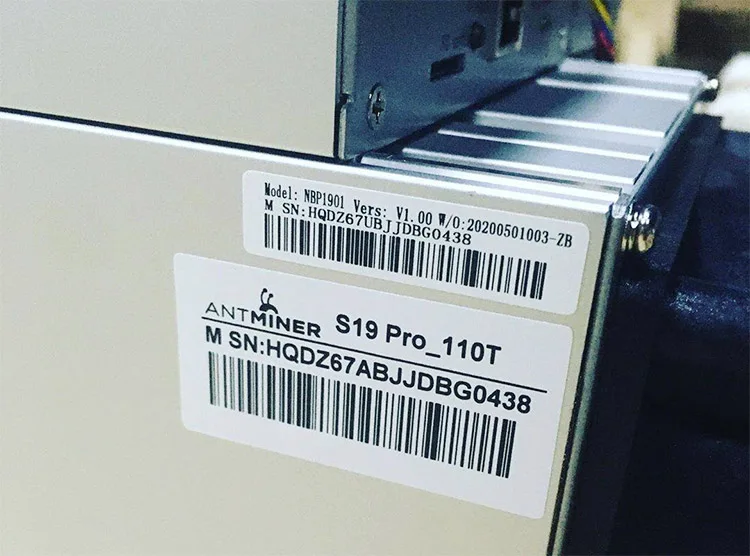 Model: NBP1901 Vers: V1.00 W/O:20200501003-ZB
M SN:HQDZ67UBJJDBG0438
ANTMINER S19 Pro_110T
M SN:HQDZ67ABJJDBG0438